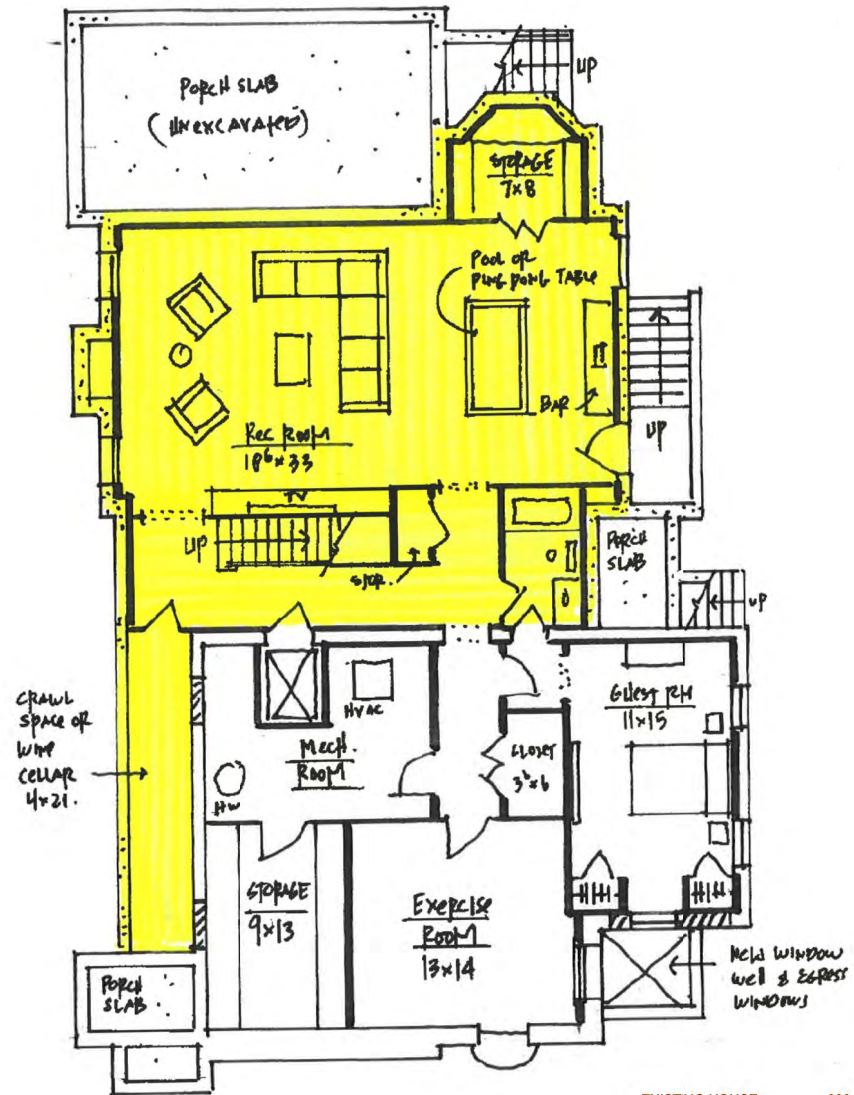 UP
PORCH SLAB
(UNEXCAVATED)
STORAGE
7x8
POOL OR
PING PONG TABLE
BAR
UP
REC ROOM
18⁶ x 33
TV
UP
STOR.
PORCH
SLAB
UP
CRAWL
SPACE OR
WINE
CELLAR
4x21.
HVAC
MECH.
ROOM
HW
CLOSET
3⁶x6
GUEST RM
11x15
STORAGE
9x13
EXERCISE
ROOM
13x14
PORCH
SLAB
NEW WINDOW
WELL & EGRESS
WINDOWS